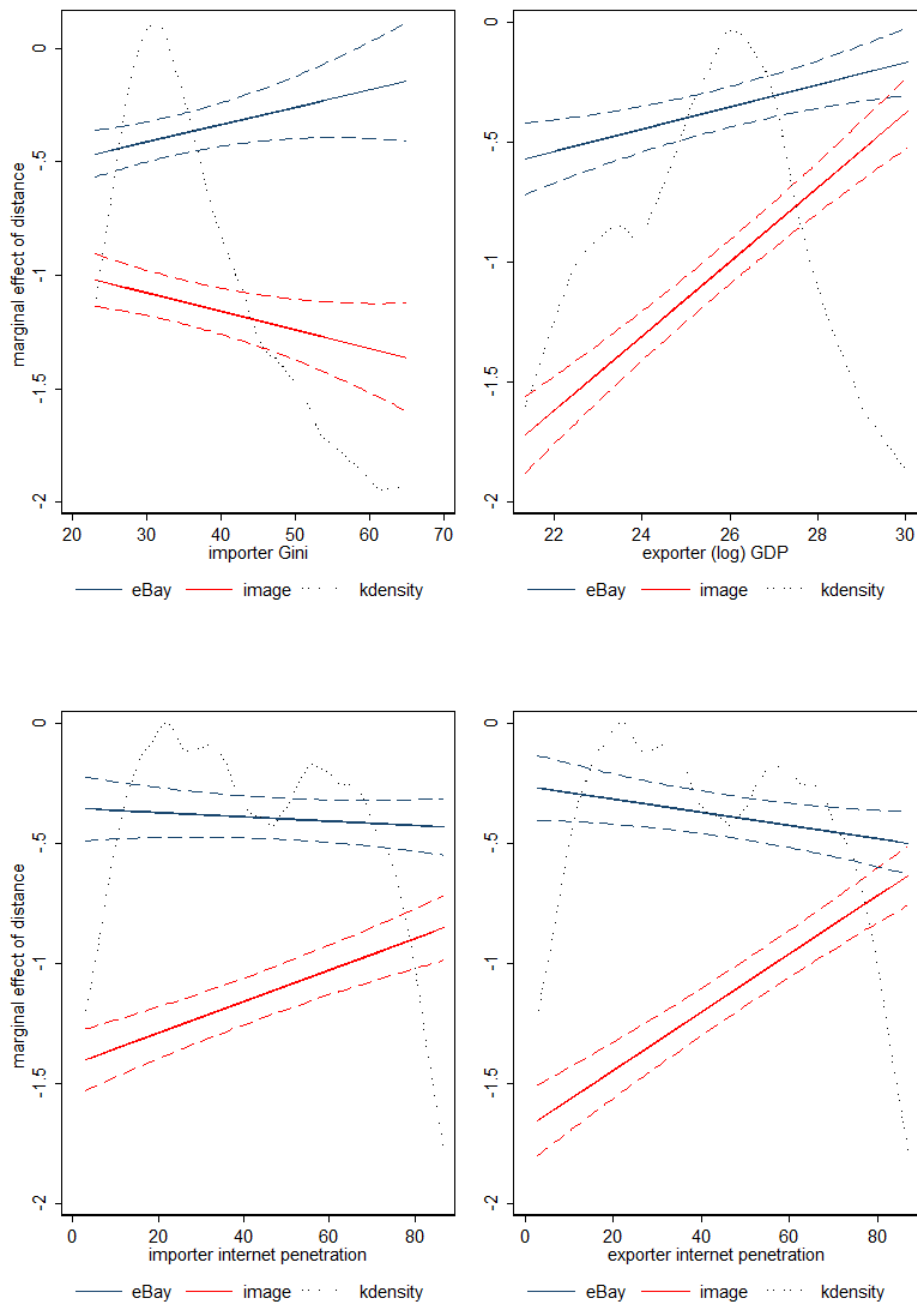 marginal effect of distance
0
-.5
-1
-1.5
-2
20 30 40 50 60 70
importer Gini
eBay image kdensity
0
-.5
-1
-1.5
-2
22 24 26 28 30
exporter (log) GDP
eBay image kdensity
marginal effect of distance
0
-.5
-1
-1.5
-2
0 20 40 60 80
importer internet penetration
eBay image kdensity
0
-.5
-1
-1.5
-2
0 20 40 60 80
exporter internet penetration
eBay image kdensity